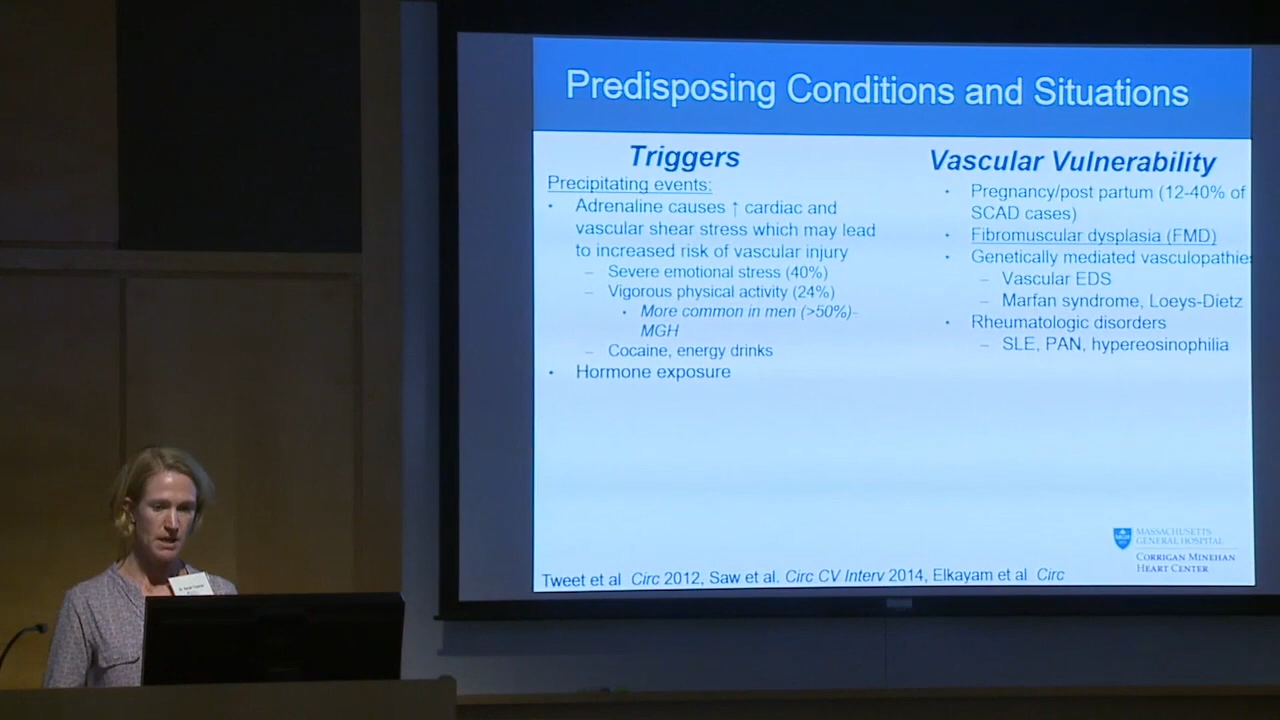 Predisposing Conditions and Situations
Triggers
Precipitating events:
• Adrenaline causes ↑ cardiac and
vascular shear stress which may lead
to increased risk of vascular injury
– Severe emotional stress (40%)
– Vigorous physical activity (24%)
• More common in men (>50%)-
MGH
– Cocaine, energy drinks
• Hormone exposure
Vascular Vulnerability
• Pregnancy/post partum (12-40% of
SCAD cases)
• Fibromuscular dysplasia (FMD)
• Genetically mediated vasculopathies
– Vascular EDS
– Marfan syndrome, Loeys-Dietz
• Rheumatologic disorders
– SLE, PAN, hypereosinophilia
MASSACHUSETTS
GENERAL HOSPITAL
CORRIGAN MINEHAN
HEART CENTER
Tweet et al Circ 2012, Saw et al. Circ CV Interv 2014, Elkayam et al Circ